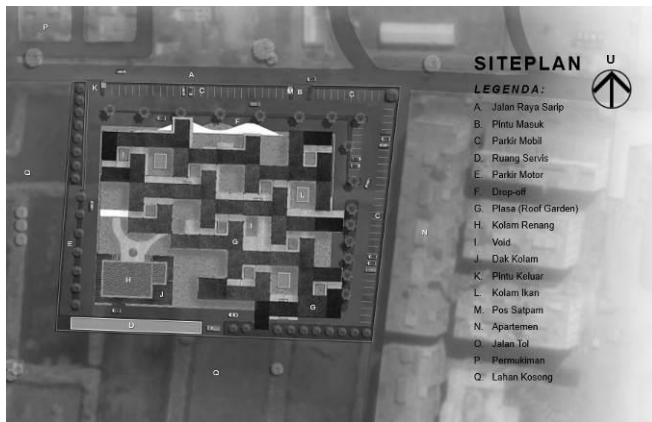 P
A
K
C
M
B
C
F
I
L
C
Q
E
I
N
G
H
J
G
D
Q
SITEPLAN
U
LEGENDA:
A. Jalan Raya Sarip
B. Pintu Masuk
C. Parkir Mobil
D. Ruang Servis
E. Parkir Motor
F. Drop-off
G. Plasa (Roof Garden)
H. Kolam Renang
I. Void
J. Dak Kolam
K. Pintu Keluar
L. Kolam Ikan
M. Pos Satpam
N. Apartemen
O. Jalan Tol
P. Permukiman
Q. Lahan Kosong